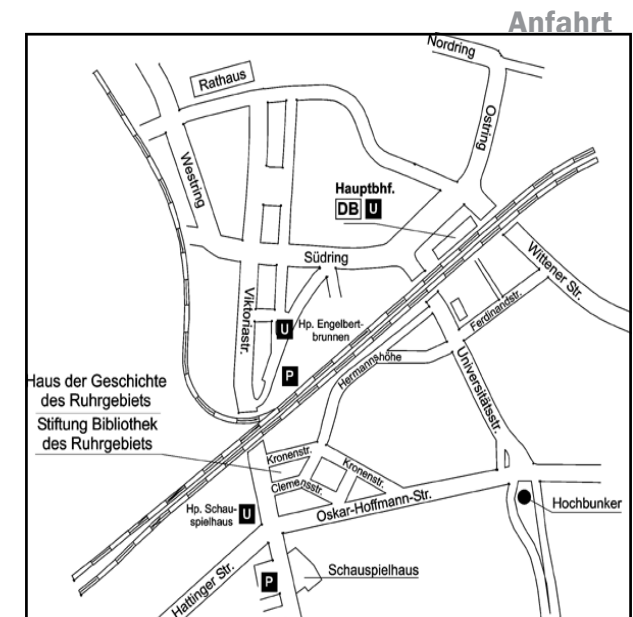 Anfahrt
Nordring
Rathaus
Ostring
Westring
Hauptbhf.
DB U
Südring
Wittener Str.
Viktoriastr.
U Hp. Engelbert-
brunnen
Ferdinandstr.
P
Hermannshöhe
Universitätsstr.
Haus der Geschichte
des Ruhrgebiets
Stiftung Bibliothek
des Ruhrgebiets
Kronenstr.
Kronenstr.
Clemensstr.
Oskar-Hoffmann-Str.
Hochbunker
Hp. Schau-
spielhaus U
Schauspielhaus
P
Hattinger Str.